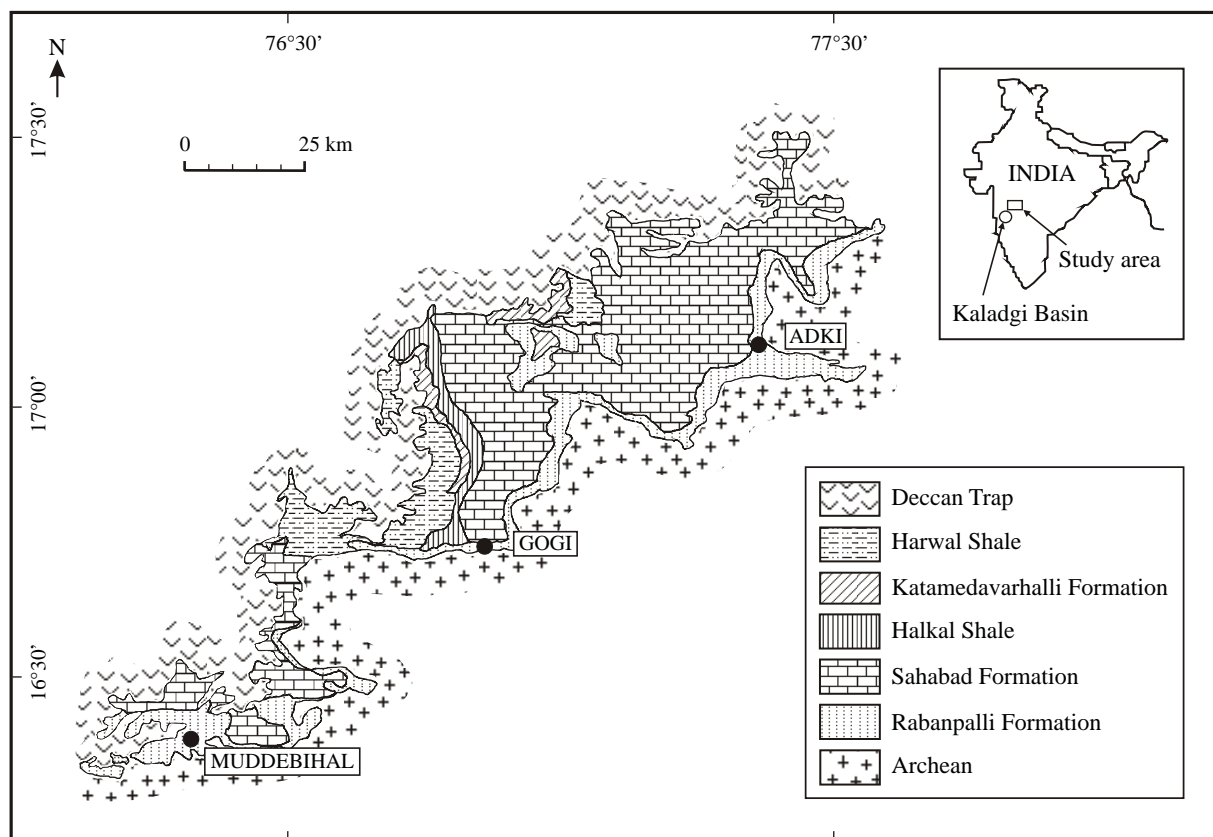 76°30'
77°30'
N
17°30'
17°00'
16°30'
0 25 km
INDIA
Study area
Kaladgi Basin
ADKI
GOGI
MUDDEBIHAL
Deccan Trap
Harwal Shale
Katamedavarhalli Formation
Halkal Shale
Sahabad Formation
Rabanpalli Formation
Archean